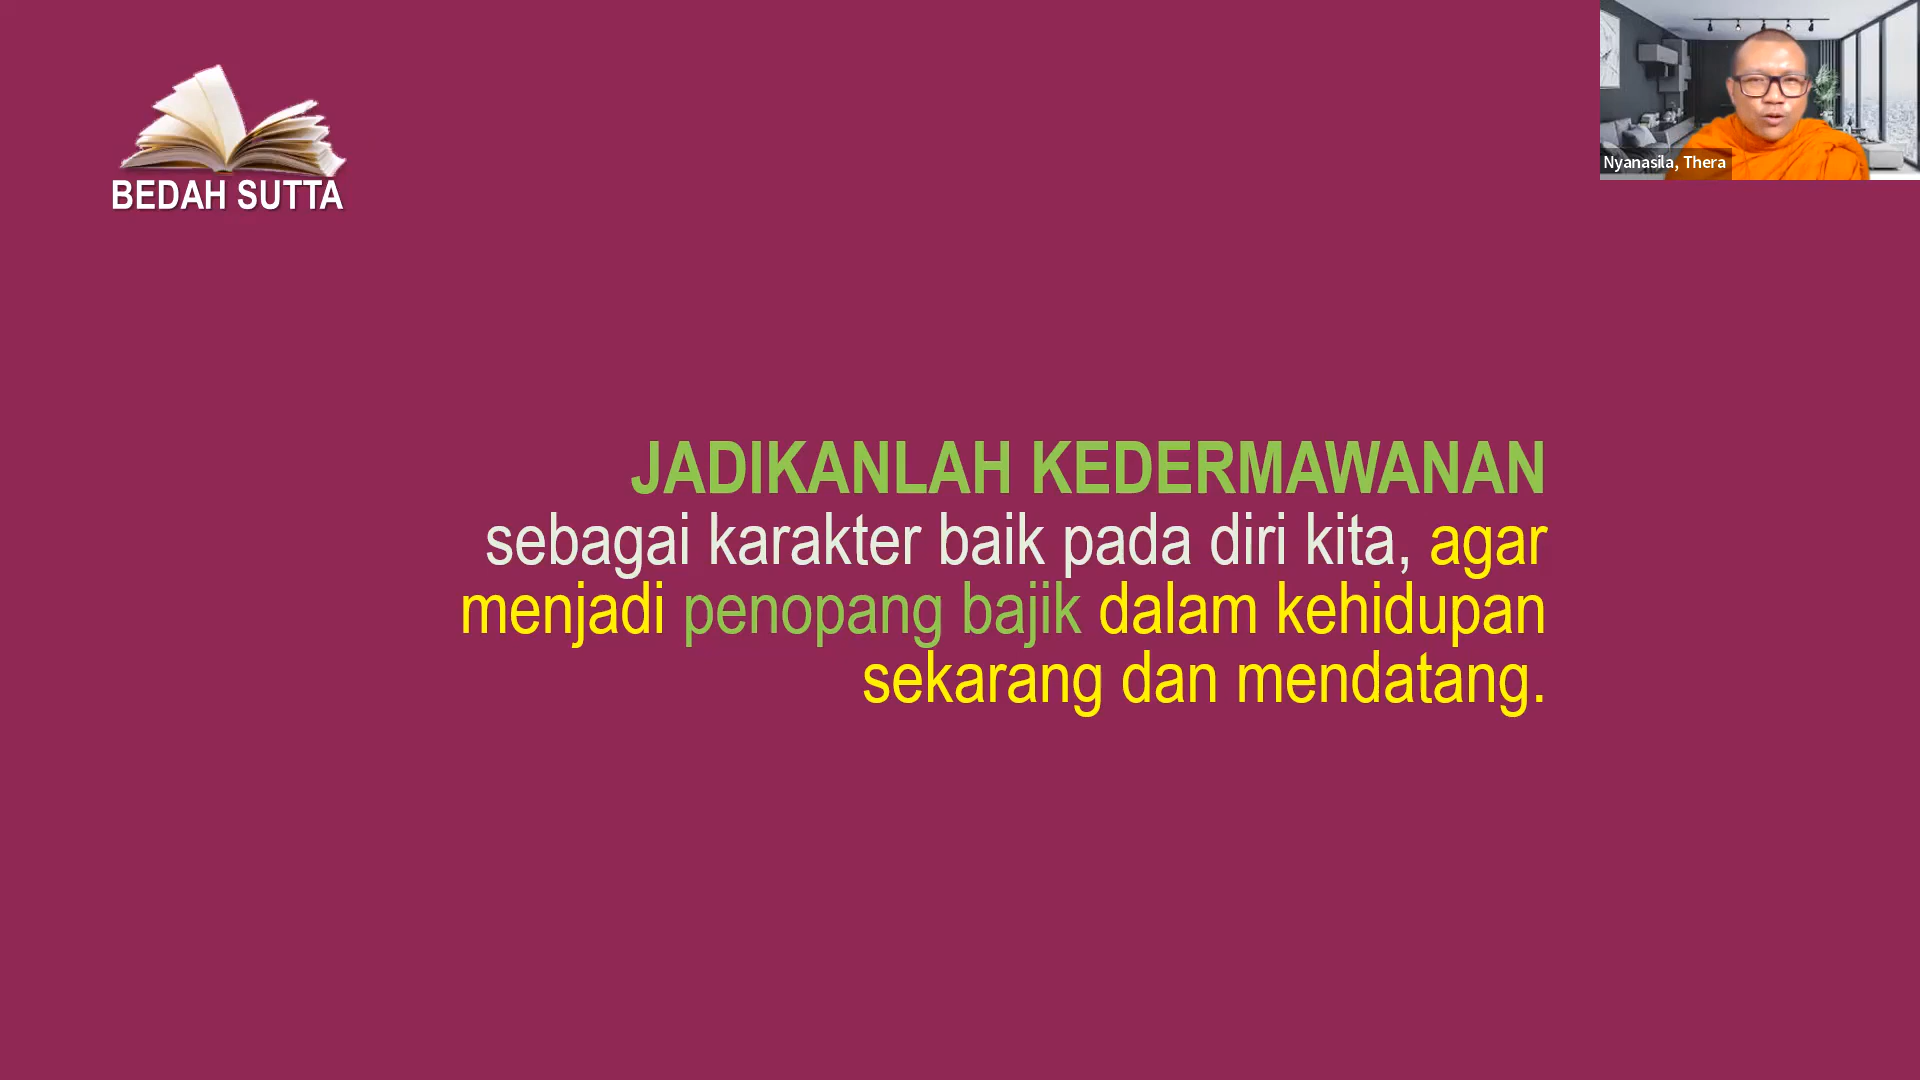 BEDAH SUTTA
Nyanasila, Thera
JADIKANLAH KEDERMAWANAN
sebagai karakter baik pada diri kita, agar
menjadi penopang bajik dalam kehidupan
sekarang dan mendatang.